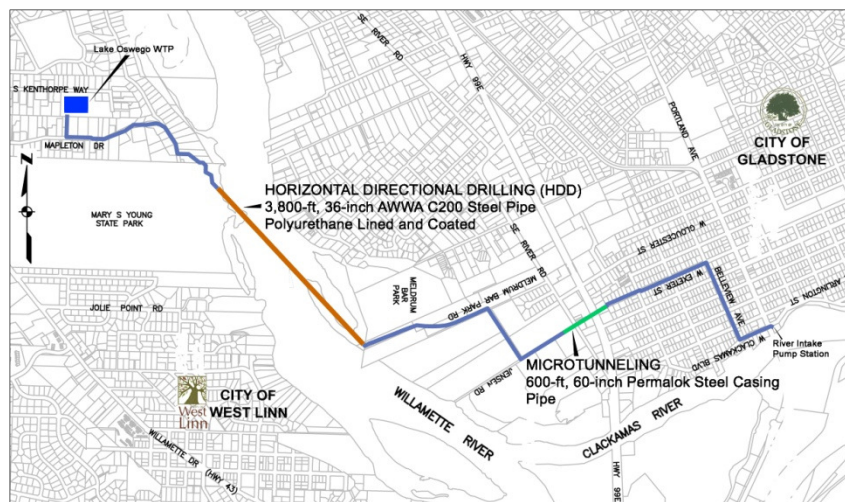 Lake Oswego WTP
S KENTHORPE WAY
MAPLETON DR
SE RIVER RD
HWY 99E
PORTLAND AVE
CITY OF
GLADSTONE
N
HORIZONTAL DIRECTIONAL DRILLING (HDD)
3,800-ft, 36-inch AWWA C200 Steel Pipe
Polyurethane Lined and Coated
MARY S YOUNG
STATE PARK
SE RIVER RD
W GLOUCESTER ST
MELDRUM
BAR
PARK
MELDRUM BAR PARK RD
W EXETER ST
BELLEVIEW AVE
ARLINGTON ST
JOLIE POINT RD
W CLACKAMAS BLVD
River Intake
Pump Station
JENSEN RD
MICROTUNNELING
600-ft, 60-inch Permalok Steel Casing
Pipe
West
Linn
CITY OF
WEST LINN
WILLAMETTE RIVER
CLACKAMAS RIVER
WILLAMETTE DR
(HWY 43)
HWY 99E